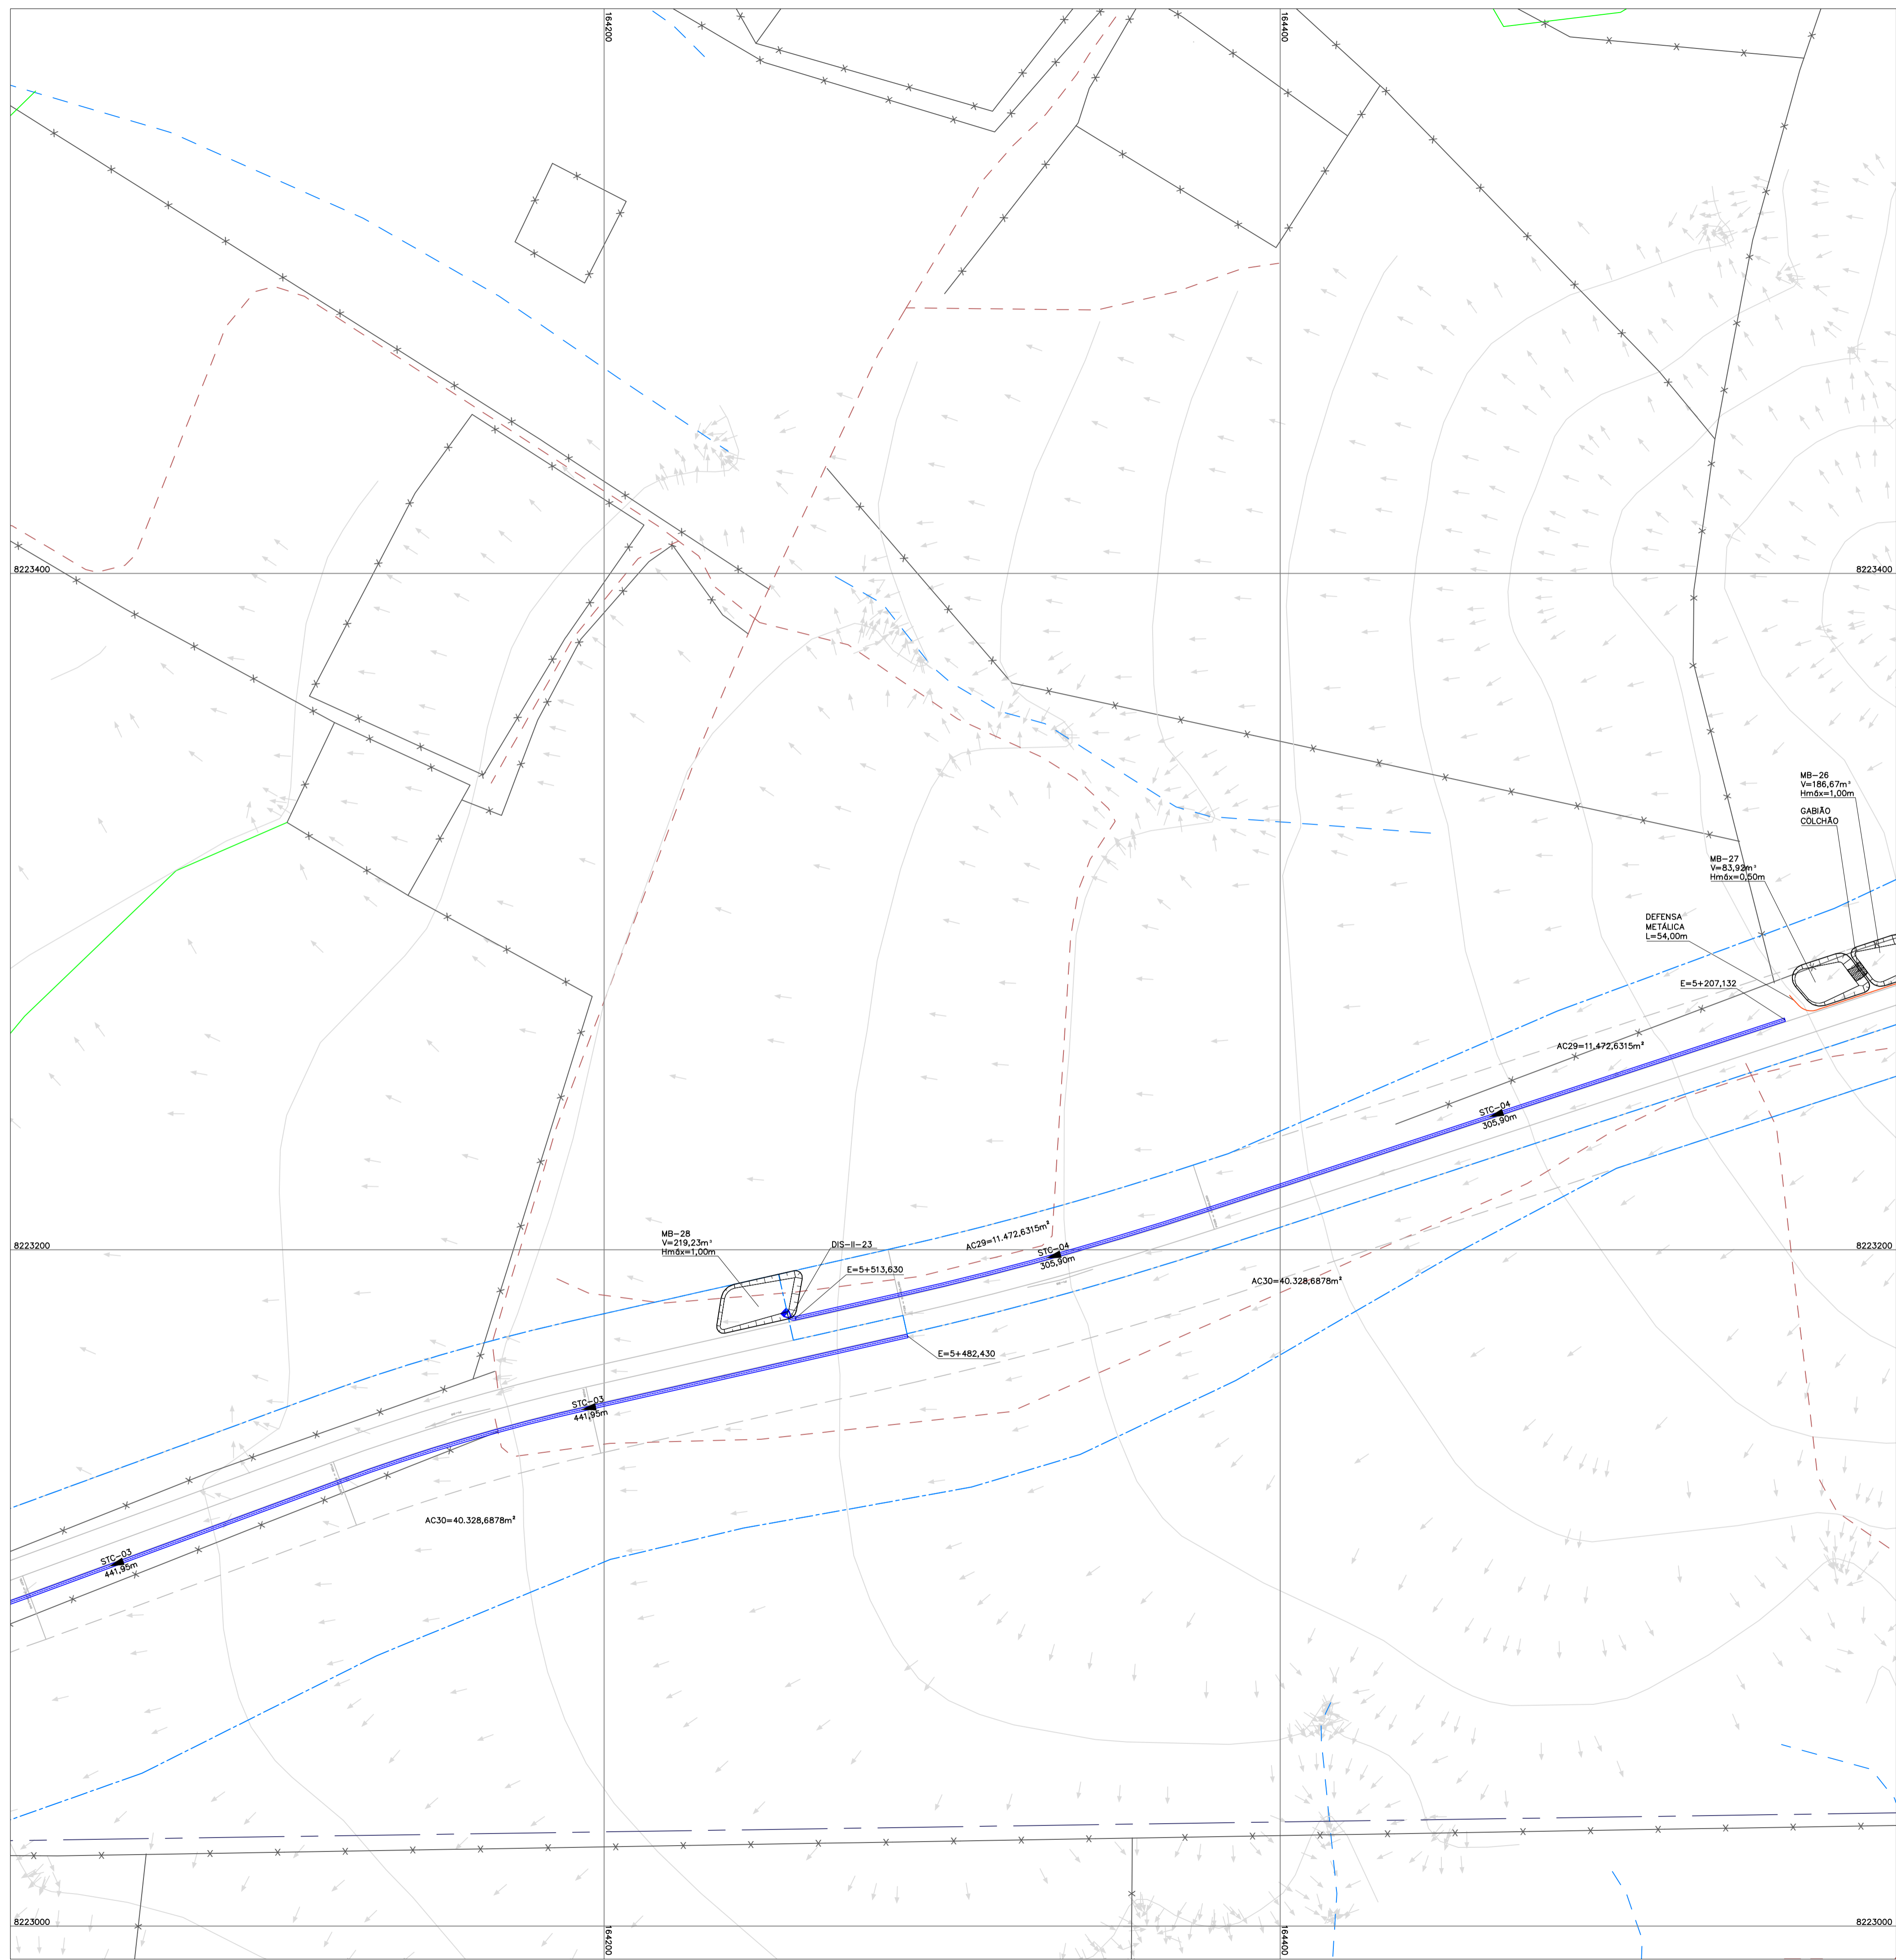 164200
164400
8223400
8223400
MB-26
V=186,67m³
Hmáx=1,00m
GABIÃO
COLCHÃO
MB-27
V=83,92m³
Hmáx=0,50m
DEFENSA
METÁLICA
L=54,00m
E=5+207,132
AC29=11.472,6315m²
STC-04
305,90m
8223200
MB-28
V=219,23m³
Hmáx=1,00m
DIS-II-23
E=5+513,630
AC29=11.472,6315m²
STC-04
305,90m
8223200
AC30=40.328,6878m²
E=5+482,430
STC-03
441,95m
AC30=40.328,6878m²
STC-03
441,95m
8223000
8223000
164200
164400